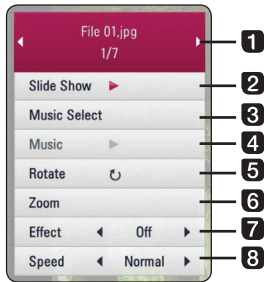 File 01.jpg
1/7
1
Slide Show
2
Music Select
3
Music
4
Rotate
5
Zoom
6
Effect Off
7
Speed Normal
8